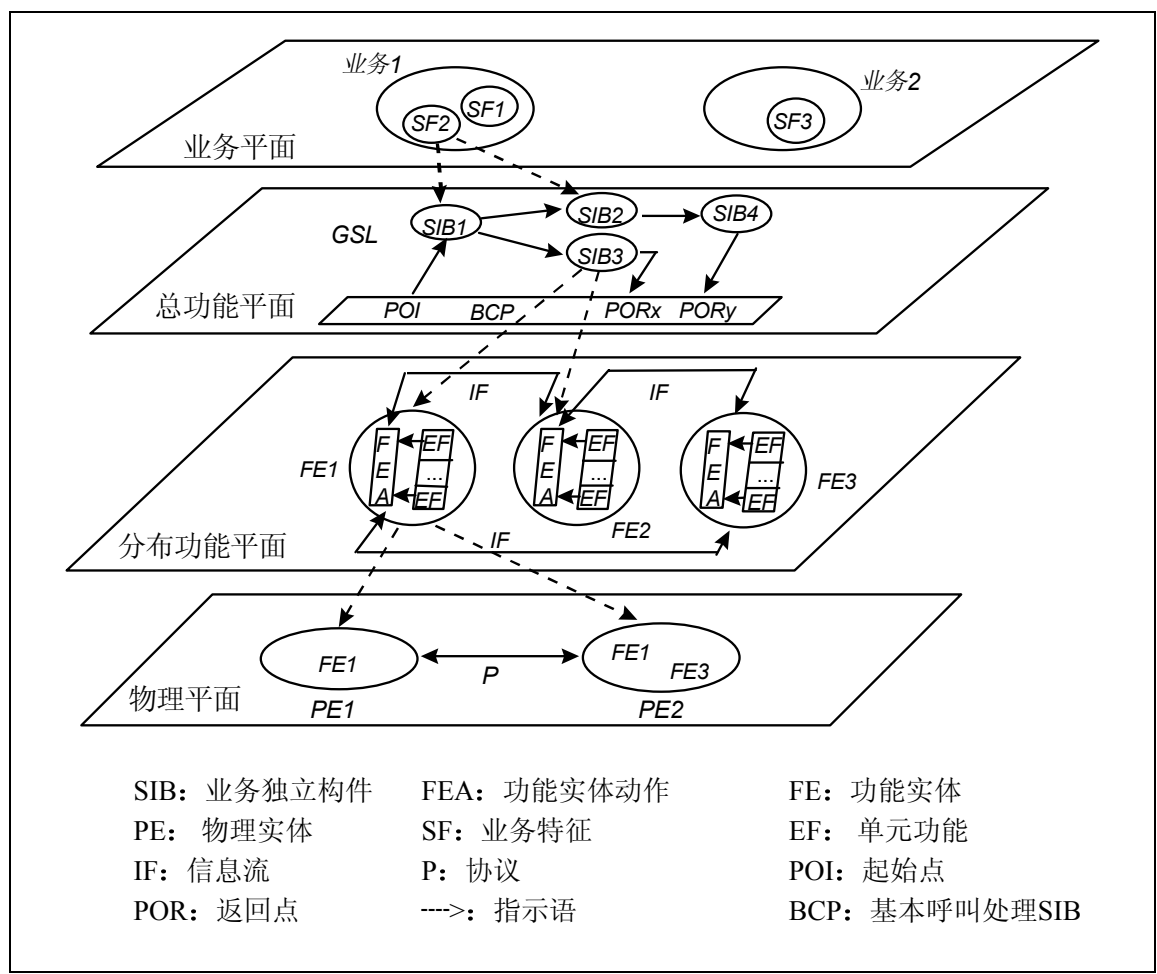 业务1
业务2
SF1
SF2
SF3
业务平面
SIB1
SIB2
SIB4
GSL
SIB3
总功能平面
POI BCP PORx PORy
IF IF
F EF F EF F EF
E ... E ... E ...
A EF A EF A EF
FE1
FE2
FE3
分布功能平面
IF
FE1
FE1
FE3
P
物理平面
PE1
PE2
SIB：业务独立构件 FEA：功能实体动作 FE：功能实体
PE： 物理实体 SF：业务特征 EF： 单元功能
IF：信息流 P：协议 POI：起始点
POR：返回点 ---->：指示语 BCP：基本呼叫处理SIB